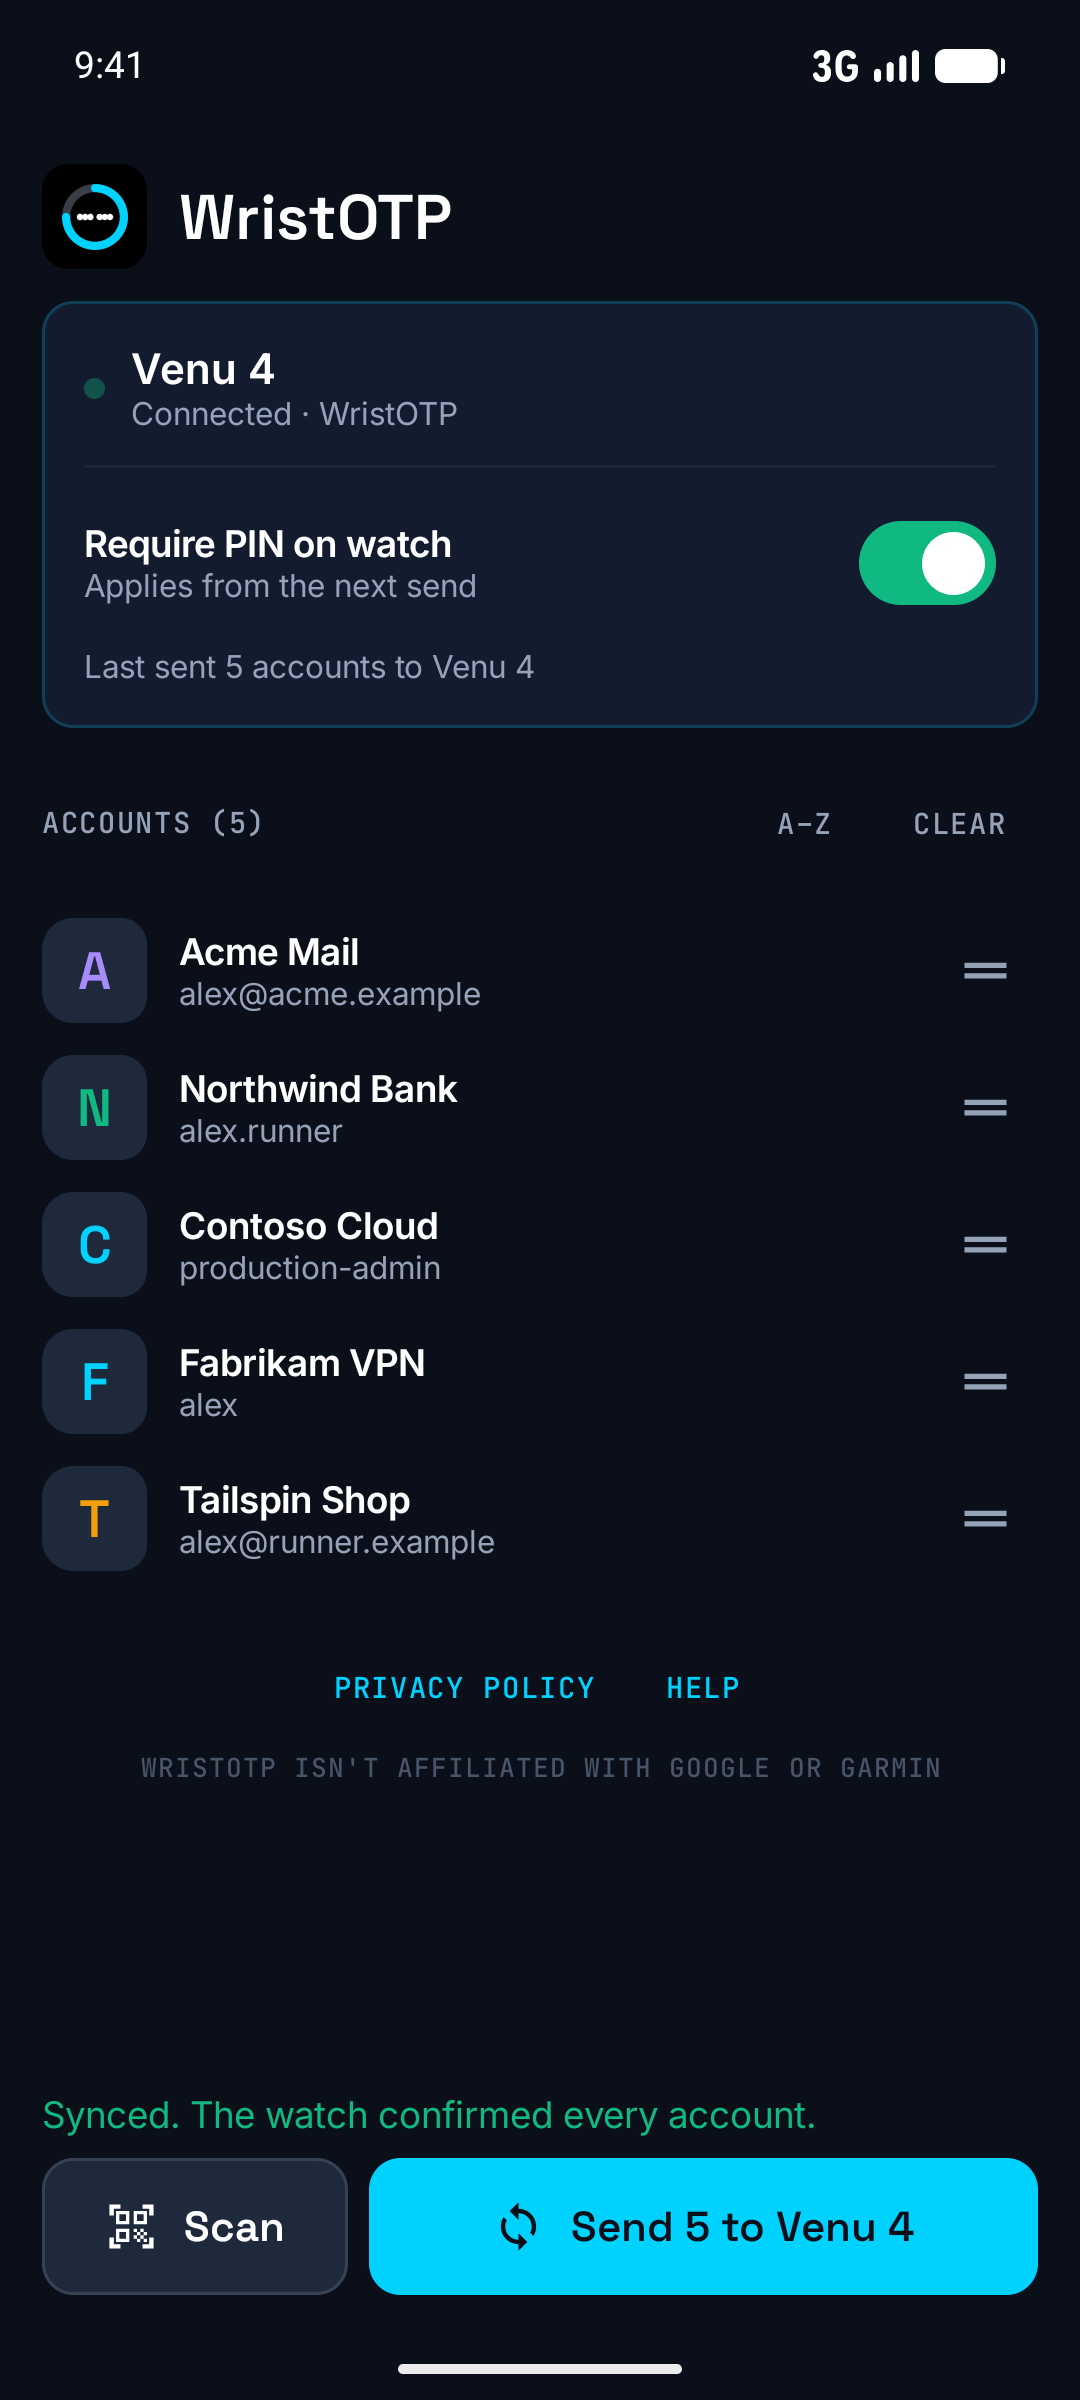 9:41
3G
WristOTP
Venu 4
Connected · WristOTP
Require PIN on watch
Applies from the next send
Last sent 5 accounts to Venu 4
ACCOUNTS (5)
A–Z
CLEAR
A
Acme Mail
alex@acme.example
N
Northwind Bank
alex.runner
C
Contoso Cloud
production-admin
F
Fabrikam VPN
alex
T
Tailspin Shop
alex@runner.example
PRIVACY POLICY
HELP
WRISTOTP ISN'T AFFILIATED WITH GOOGLE OR GARMIN
Synced. The watch confirmed every account.
Scan
Send 5 to Venu 4